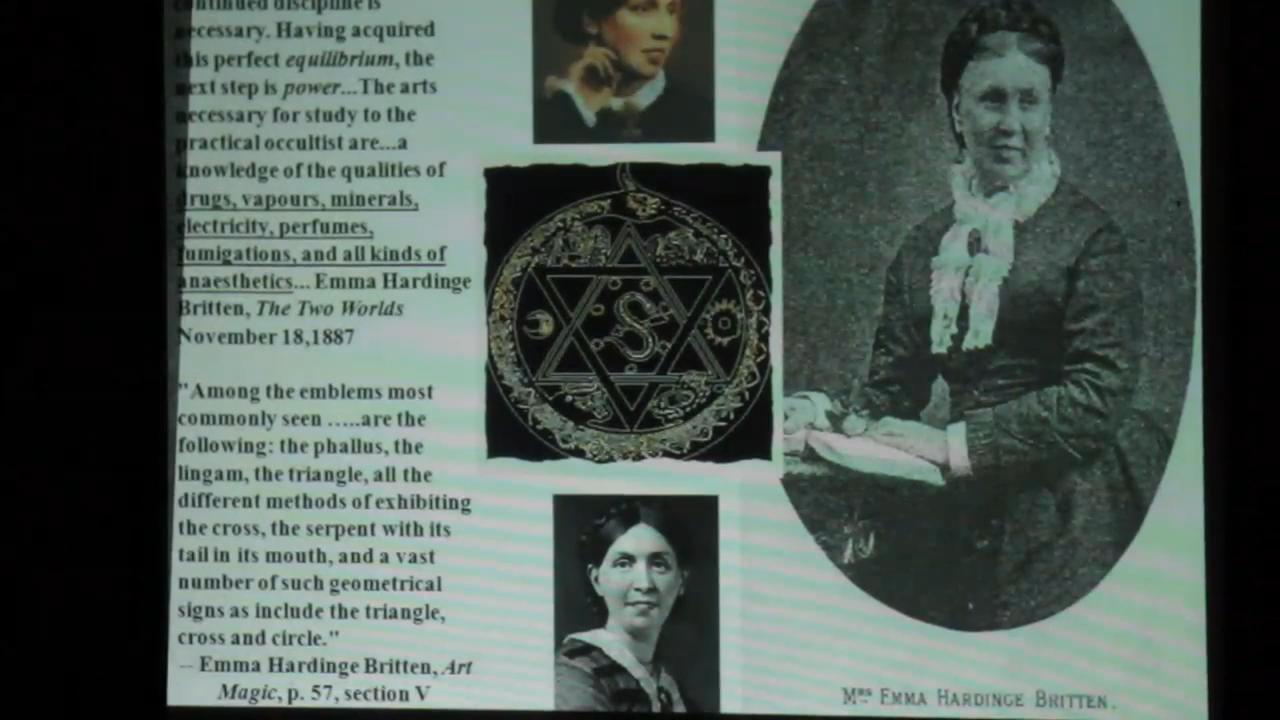 continued discipline is
necessary. Having acquired
this perfect equilibrium, the
next step is power...The arts
necessary for study to the
practical occultist are...a
knowledge of the qualities of
drugs, vapours, minerals,
electricity, perfumes,
fumigations, and all kinds of
anaesthetics... Emma Hardinge
Britten, The Two Worlds
November 18,1887
"Among the emblems most
commonly seen .....are the
following: the phallus, the
lingam, the triangle, all the
different methods of exhibiting
the cross, the serpent with its
tail in its mouth, and a vast
number of such geometrical
signs as include the triangle,
cross and circle."
-- Emma Hardinge Britten, Art
Magic, p. 57, section V
MRS EMMA HARDINGE BRITTEN.